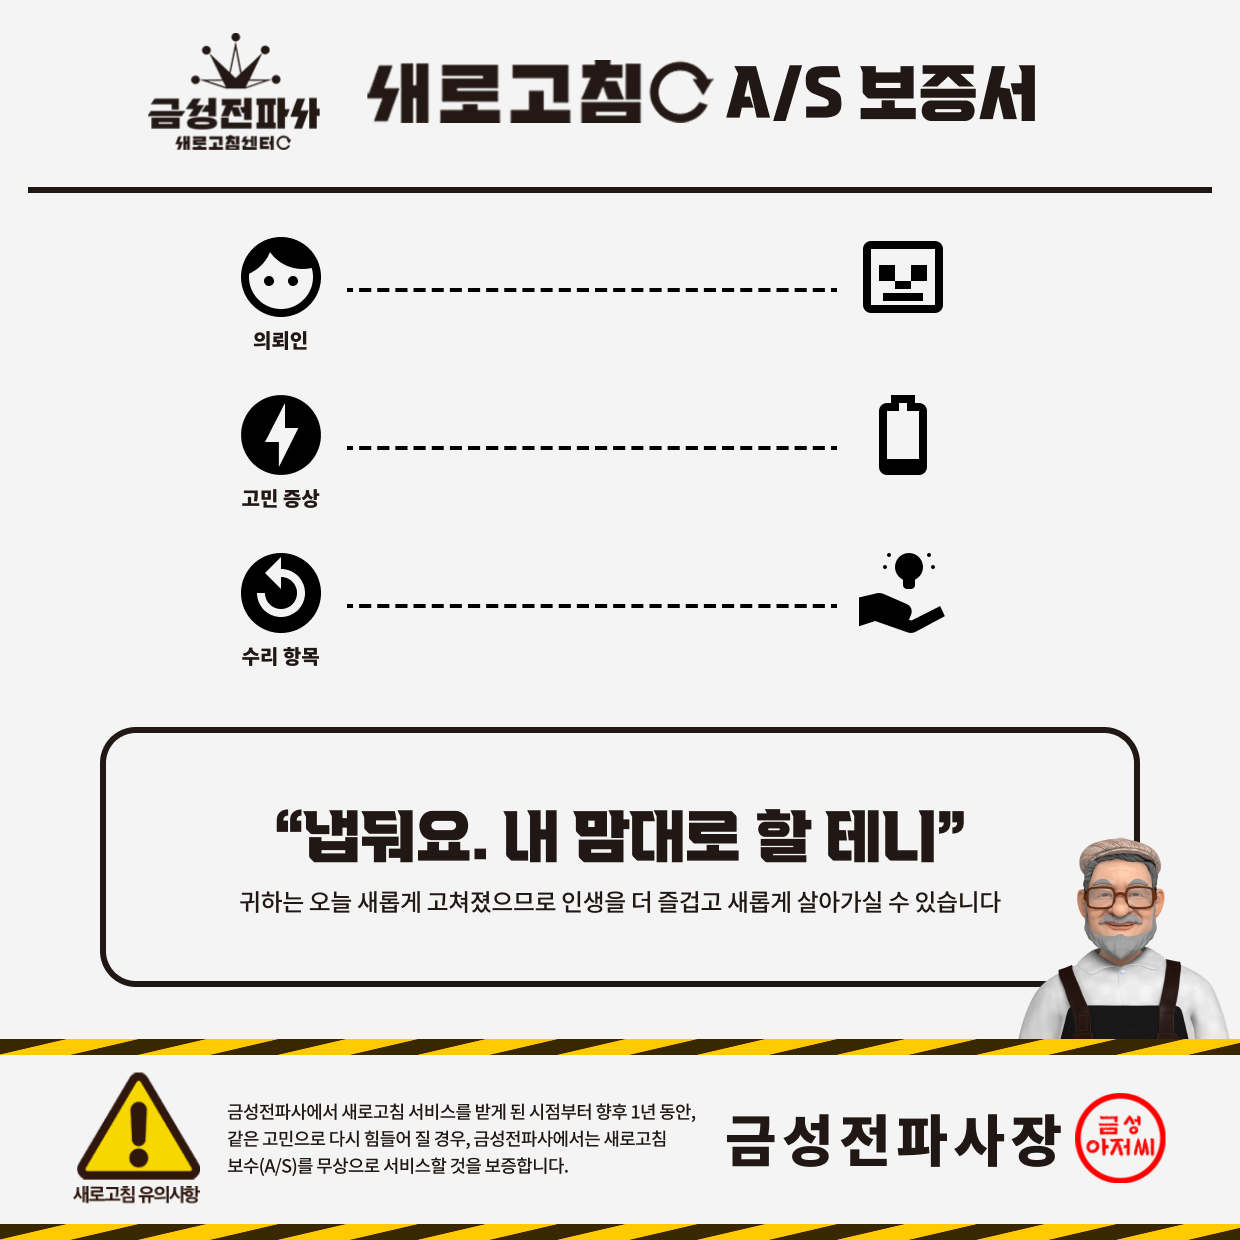 금성전파사
새로고침센터
새로고침 A/S 보증서
의뢰인
고민 증상
수리 항목
“냅둬요. 내 맘대로 할 테니”
귀하는 오늘 새롭게 고쳐졌으므로 인생을 더 즐겁고 새롭게 살아가실 수 있습니다
새로고침 유의사항
금성전파사에서 새로고침 서비스를 받게 된 시점부터 향후 1년 동안,
같은 고민으로 다시 힘들어 질 경우, 금성전파사에서는 새로고침
보수(A/S)를 무상으로 서비스할 것을 보증합니다.
금성전파사장
금성
아저씨